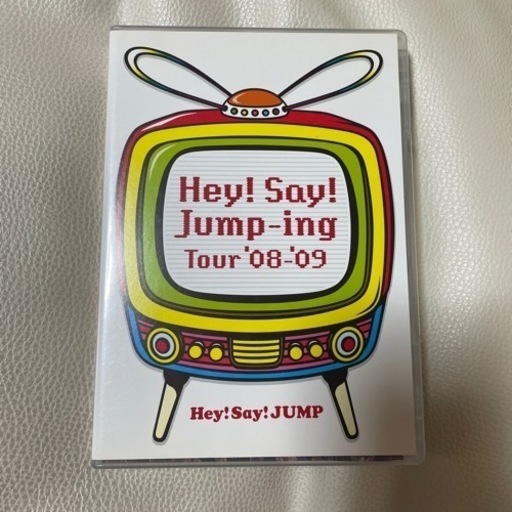 Hey! Say!
Jump-ing
Tour '08-'09
Hey! Say! JUMP